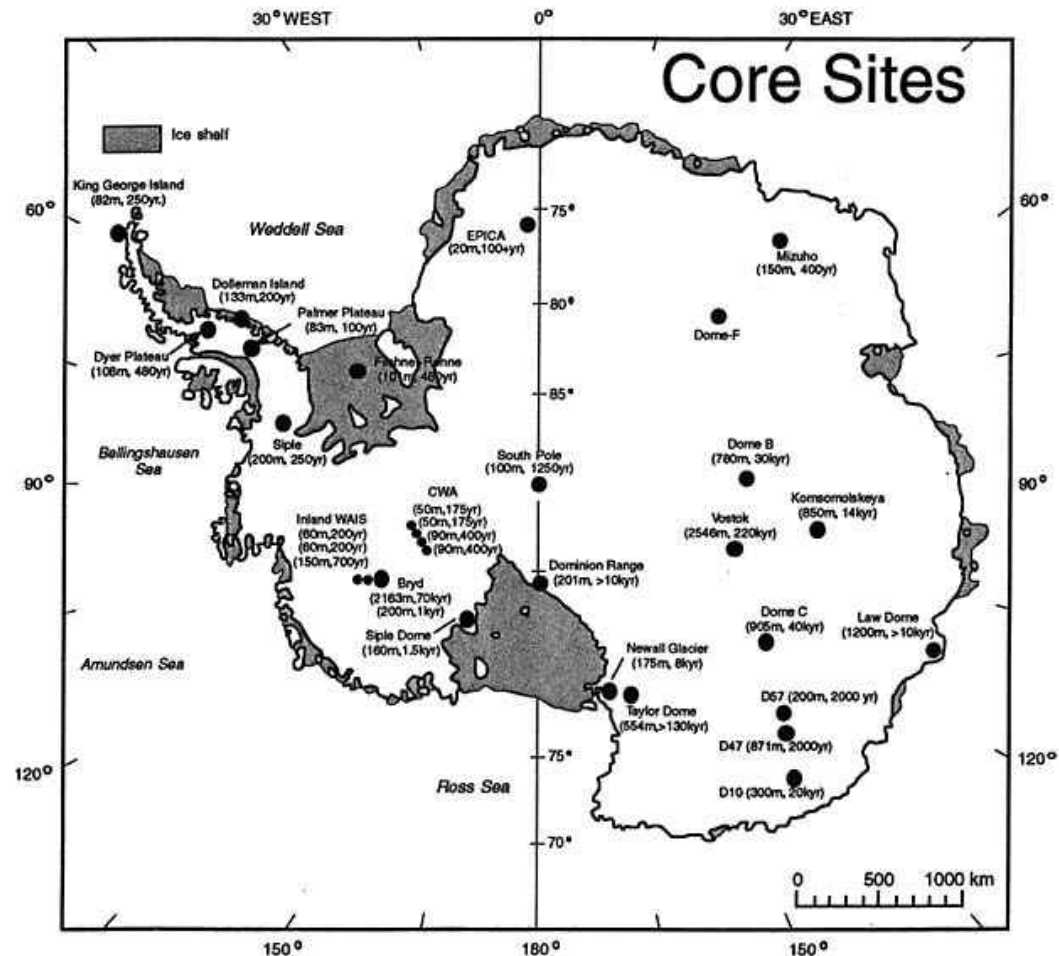 30° WEST
0°
30° EAST
Core Sites
Ice shelf
King George Island
(82m, 250yr.)
60°
60°
Weddell Sea
75°
EPICA
(20m,100+yr)
Mizuho
(150m, 400yr)
Dolleman Island
(133m,200yr)
Palmer Plateau
(83m, 100yr)
80°
Dome-F
Dyer Plateau
(108m, 480yr)
Filchner-Ronne
(101m, 480yr)
85°
Siple
(200m, 250yr)
Bellingshausen
Sea
South Pole
(100m, 1250yr)
Dome B
(780m, 30kyr)
90°
90°
CWA
(50m,175yr)
(50m,175yr)
(90m,400yr)
(90m,400yr)
Komsomolskeya
(850m, 14kyr)
Vostok
(2546m, 220kyr)
Inland WAIS
(60m,200yr)
(60m,200yr)
(150m,700yr)
Bryd
(2163m,70kyr)
(200m,1kyr)
Dominion Range
(201m, >10kyr)
Siple Dome
(160m,1.5kyr)
Dome C
(905m, 40kyr)
Law Dome
(1200m, >10kyr)
Amundsen Sea
Newall Glacier
(175m, 8kyr)
Taylor Dome
(554m,>130kyr)
D57 (200m, 2000 yr)
D47 (871m, 2000yr)
D10 (300m, 20kyr)
120°
120°
75°
Ross Sea
70°
0 500 1000 km
150°
180°
150°